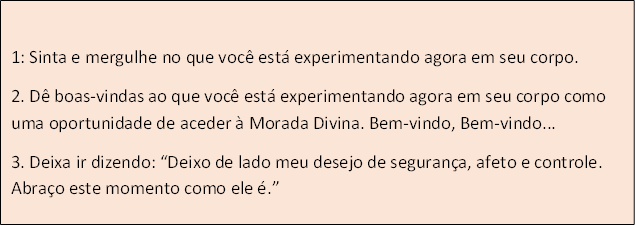 1: Sinta e mergulhe no que você está experimentando agora em seu corpo.
2. Dê boas-vindas ao que você está experimentando agora em seu corpo como
uma oportunidade de aceder à Morada Divina. Bem-vindo, Bem-vindo...
3. Deixa ir dizendo: “Deixo de lado meu desejo de segurança, afeto e controle.
Abraço este momento como ele é.”